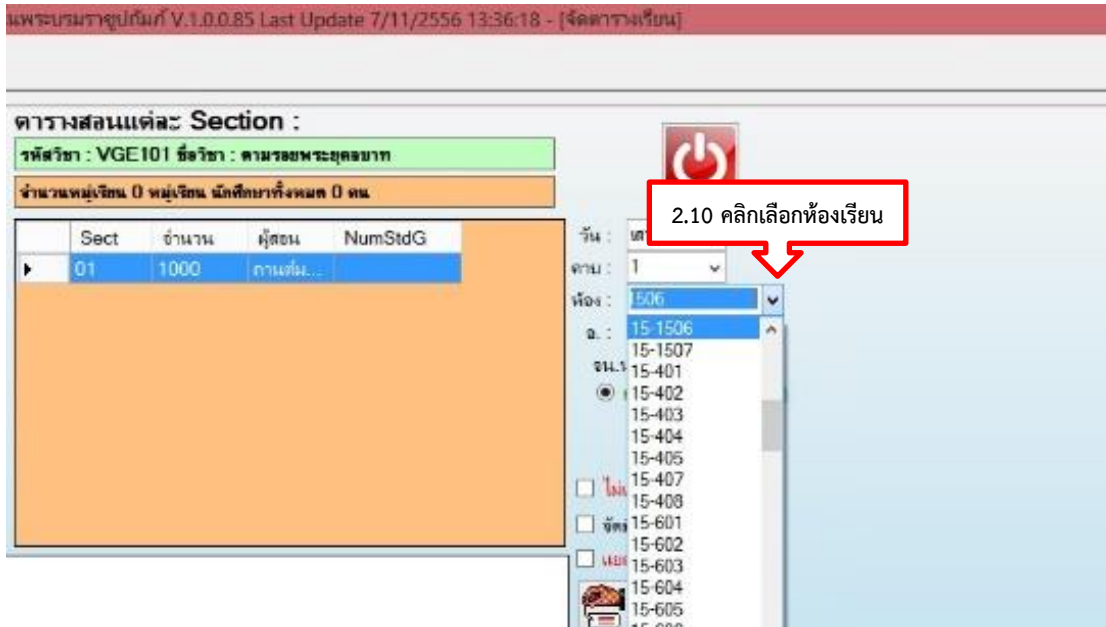 นพระบรมราชูปถัมภ์ V.1.0.0.85 Last Update 7/11/2556 13:36:18 - [จัดตารางเรียน]
ตารางสอนแต่ละ Section :
รหัสวิชา : VGE101 ชื่อวิชา : ตามรอยพระยุคลบาท
จำนวนหมู่เรียน 0 หมู่เรียน นักศึกษาทั้งหมด 0 คน
2.10 คลิกเลือกห้องเรียน
Sect จำนวน ผู้สอน NumStdG
01 1000
วัน :
คาบ : 1
ห้อง : 1506
อ. :
15-1506
15-1507
15-401
15-402
15-403
15-404
15-405
15-407
15-408
15-601
15-602
15-603
15-604
15-605